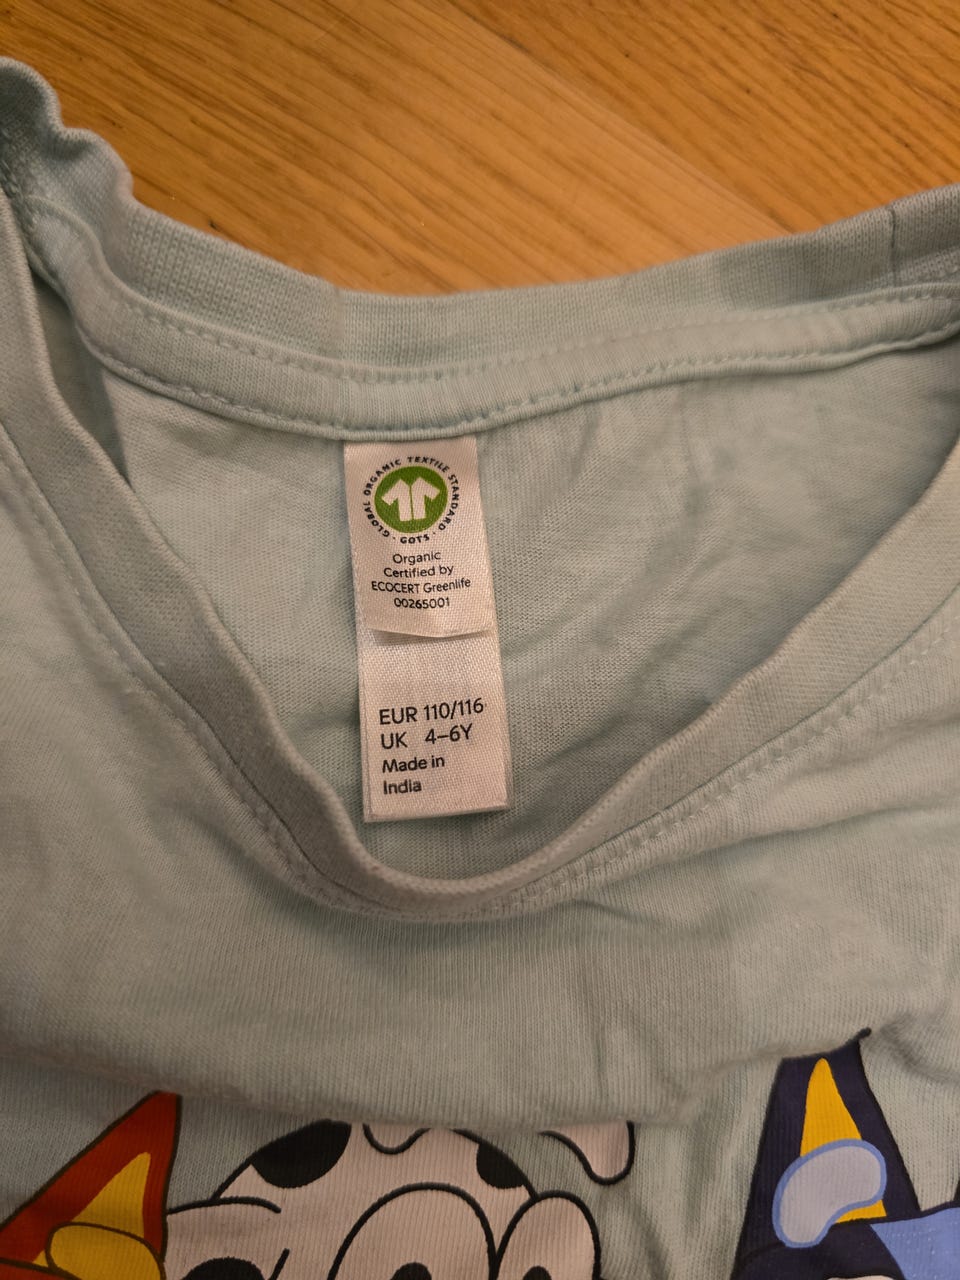 GLOBAL ORGANIC TEXTILE STANDARD · GOTS ·
Organic
Certified by
ECOCERT Greenlife
00265001
EUR 110/116
UK 4–6Y
Made in
India